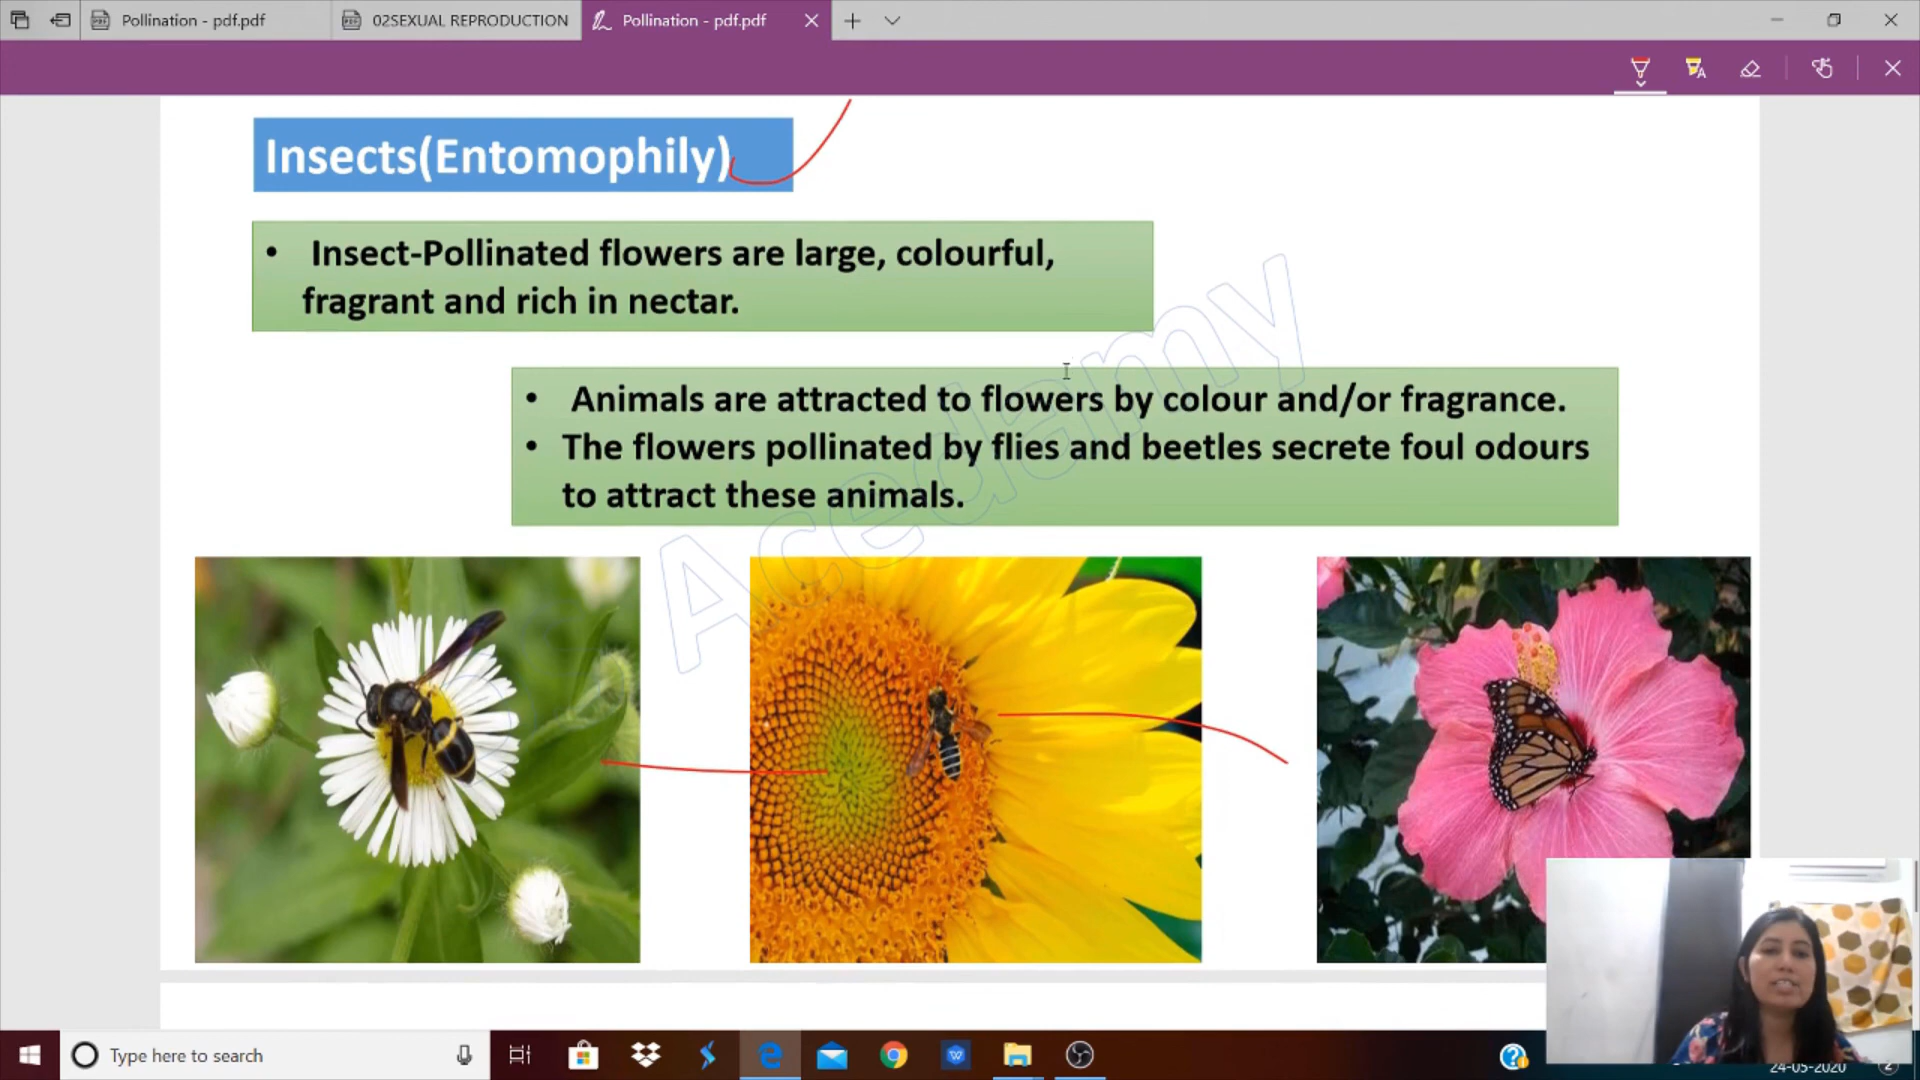 Pollination - pdf.pdf
02SEXUAL REPRODUCTION
Pollination - pdf.pdf
Insects(Entomophily)
• Insect-Pollinated flowers are large, colourful,
fragrant and rich in nectar.
• Animals are attracted to flowers by colour and/or fragrance.
• The flowers pollinated by flies and beetles secrete foul odours
to attract these animals.
Acedamy
Type here to search
24-05-2020
2